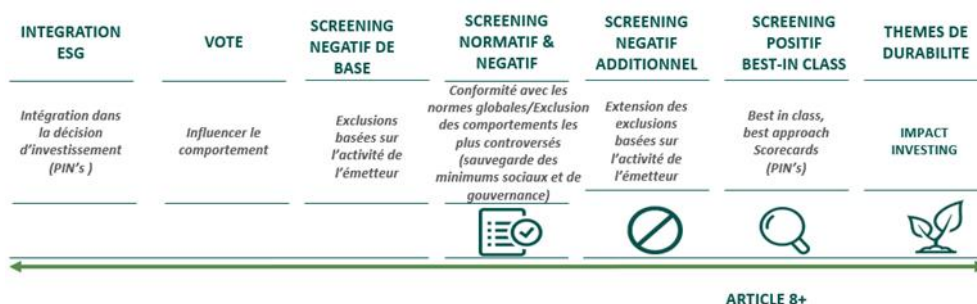 INTEGRATION
ESG
VOTE
SCREENING
NEGATIF DE
BASE
SCREENING
NORMATIF &
NEGATIF
SCREENING
NEGATIF
ADDITIONNEL
SCREENING
POSITIF
BEST-IN CLASS
THEMES DE
DURABILITE
Intégration dans
la décision
d'investissement
(PIN's )
Influencer le
comportement
Exclusions
basées sur
l'activité de
l'émetteur
Conformité avec les
normes globales/Exclusion
des comportements les
plus controversés
(sauvegarde des
minimums sociaux et de
gouvernance)
Extension des
exclusions
basées sur
l'activité de
l'émetteur
Best in class,
best approach
Scorecards
(PIN's)
IMPACT
INVESTING
ARTICLE 8+